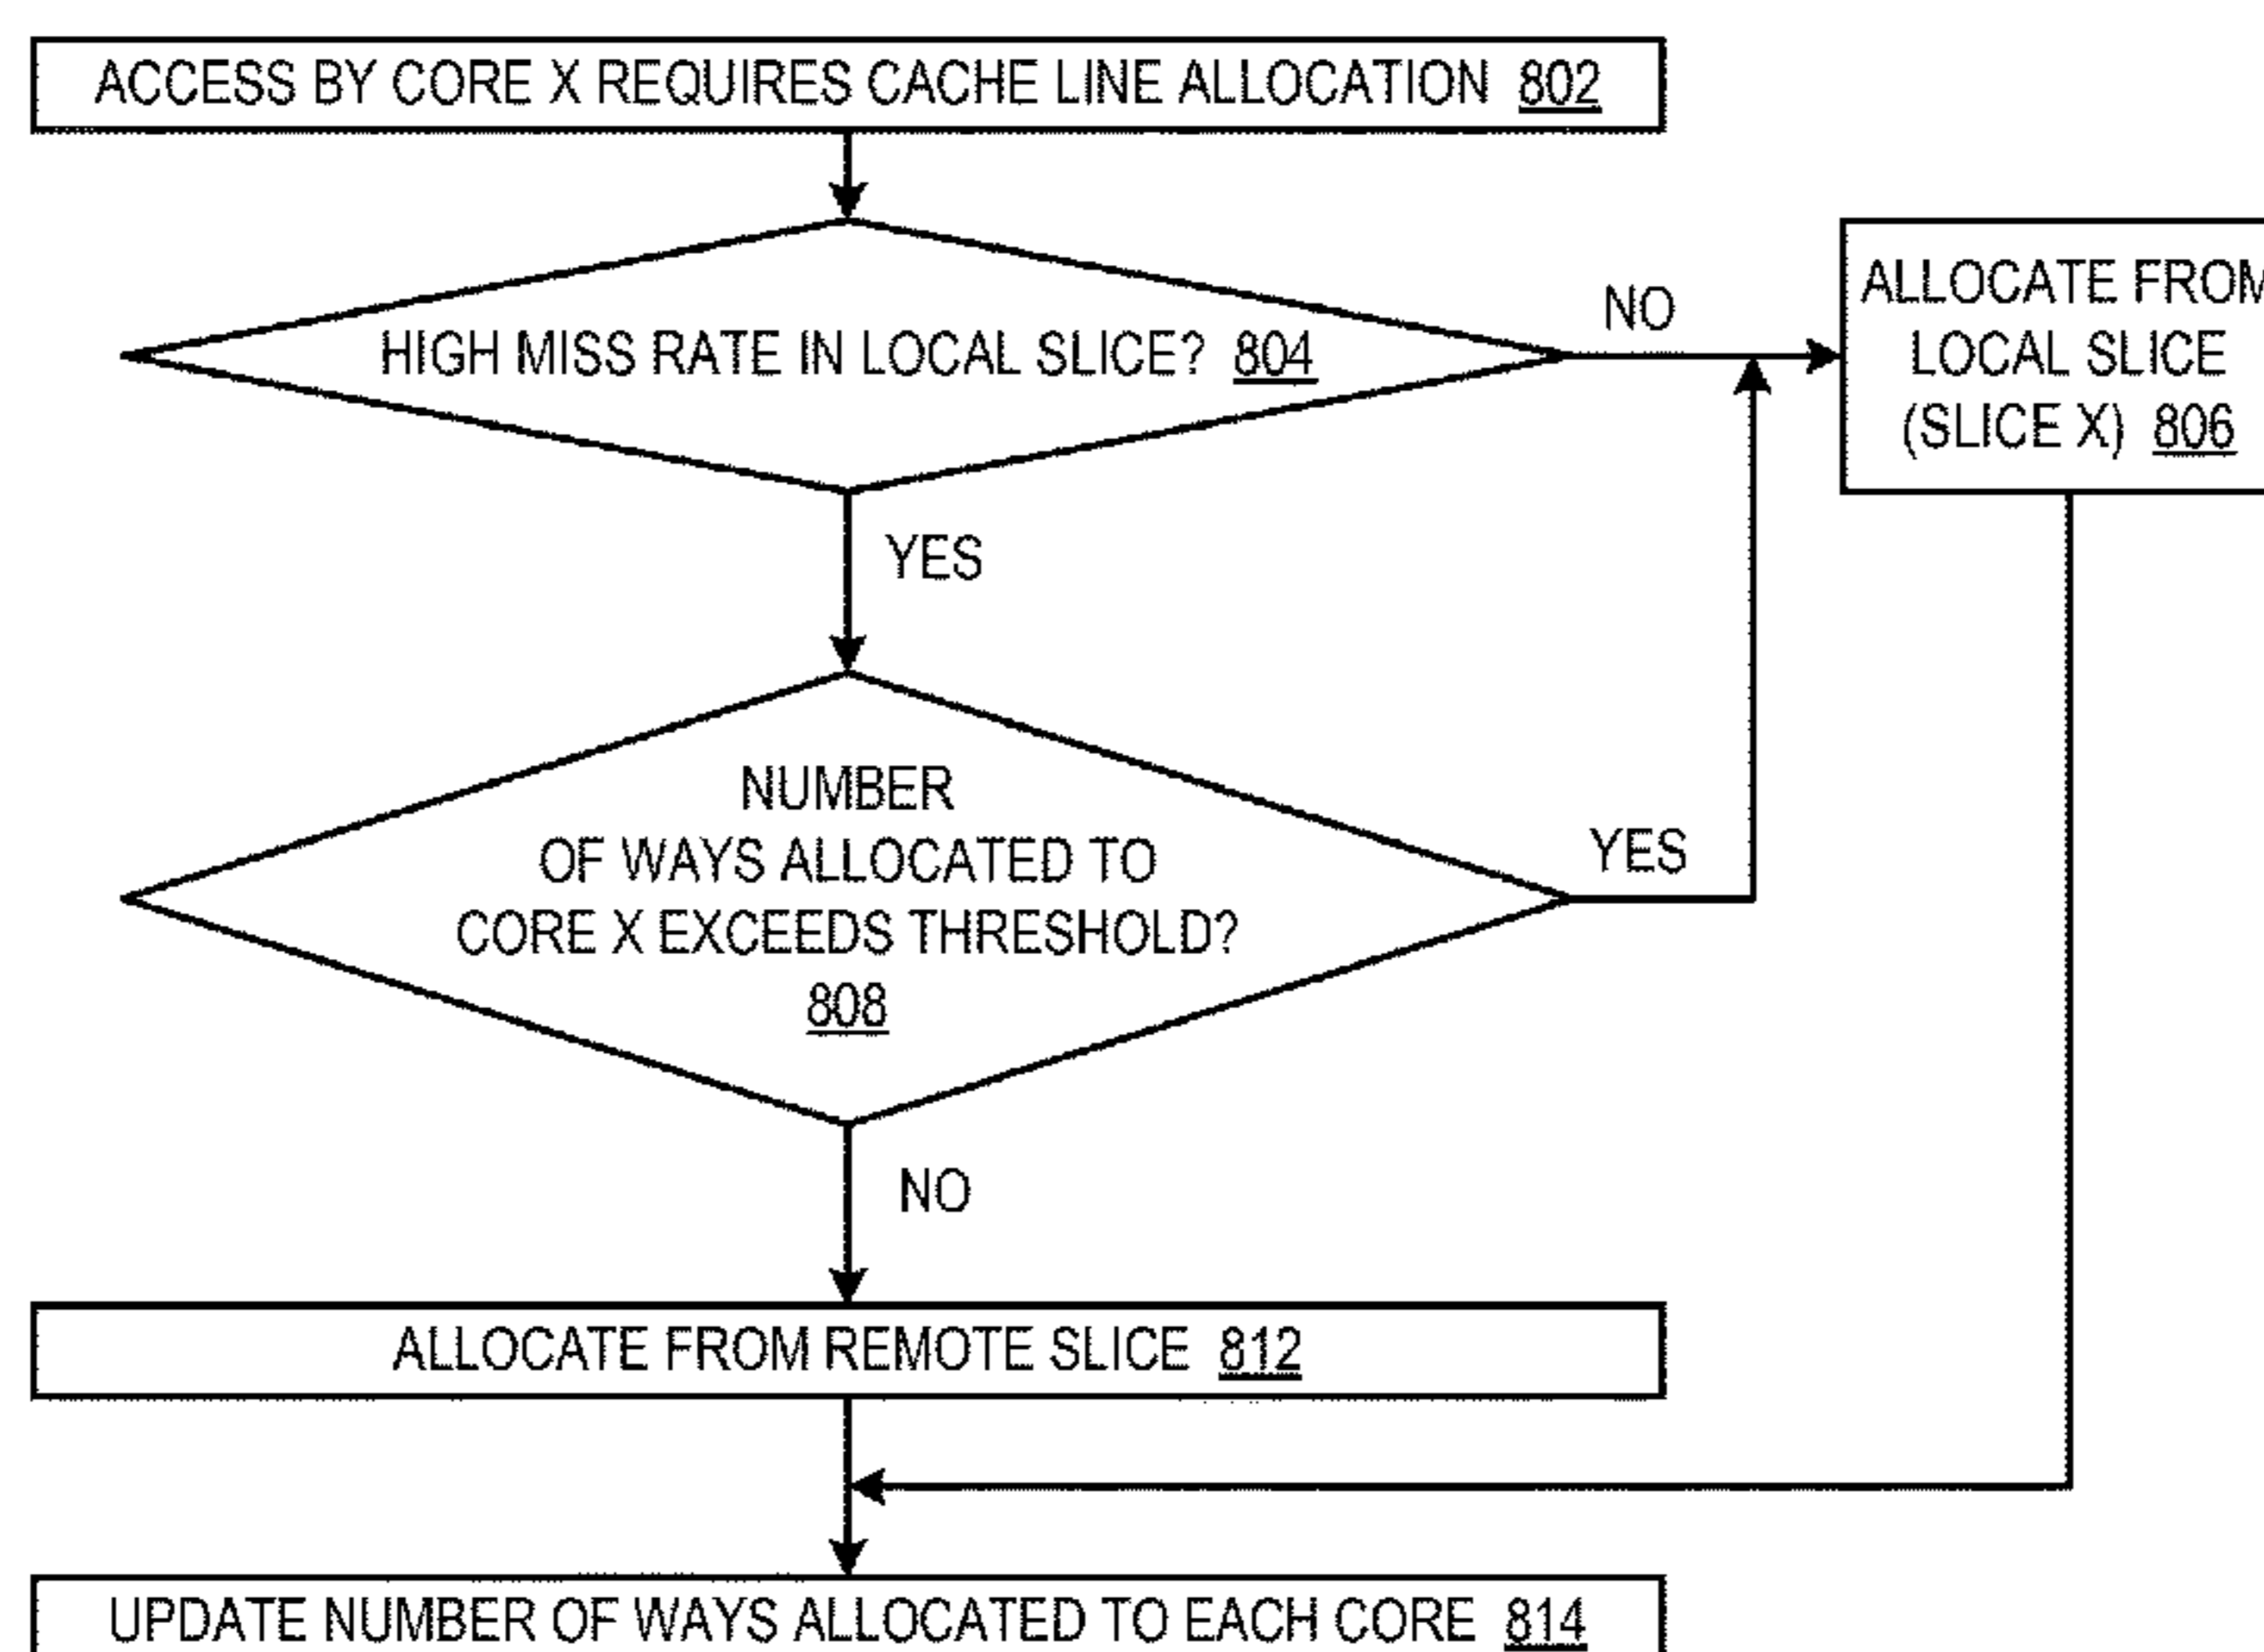 ACCESS BY CORE X REQUIRES CACHE LINE ALLOCATION 802
HIGH MISS RATE IN LOCAL SLICE? 804
NO
ALLOCATE FROM
LOCAL SLICE
(SLICE X) 806
YES
NUMBER
OF WAYS ALLOCATED TO
CORE X EXCEEDS THRESHOLD?
808
YES
NO
ALLOCATE FROM REMOTE SLICE 812
UPDATE NUMBER OF WAYS ALLOCATED TO EACH CORE 814